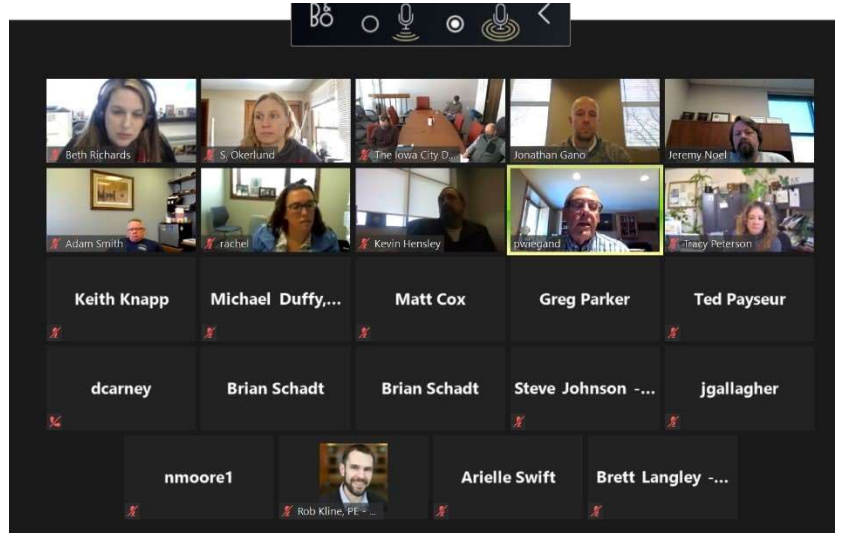 B&O
Beth Richards
S. Okerlund
The Iowa City D...
Jonathan Gano
Jeremy Noel
Adam Smith
rachel
Kevin Hensley
pwiegand
Tracy Peterson
Keith Knapp
Michael Duffy,...
Matt Cox
Greg Parker
Ted Payseur
dcarney
Brian Schadt
Brian Schadt
Steve Johnson -...
jgallagher
nmoore1
Rob Kline, PE - ...
Arielle Swift
Brett Langley -...